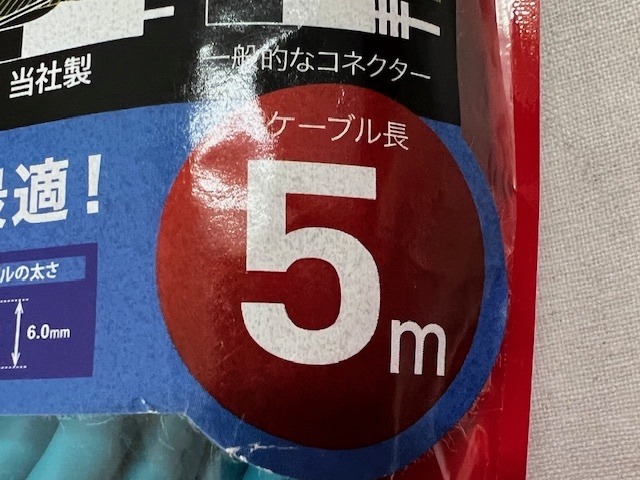 当社製
一般的なコネクター
ケーブル長
最適！
5m
ルの太さ
6.0mm